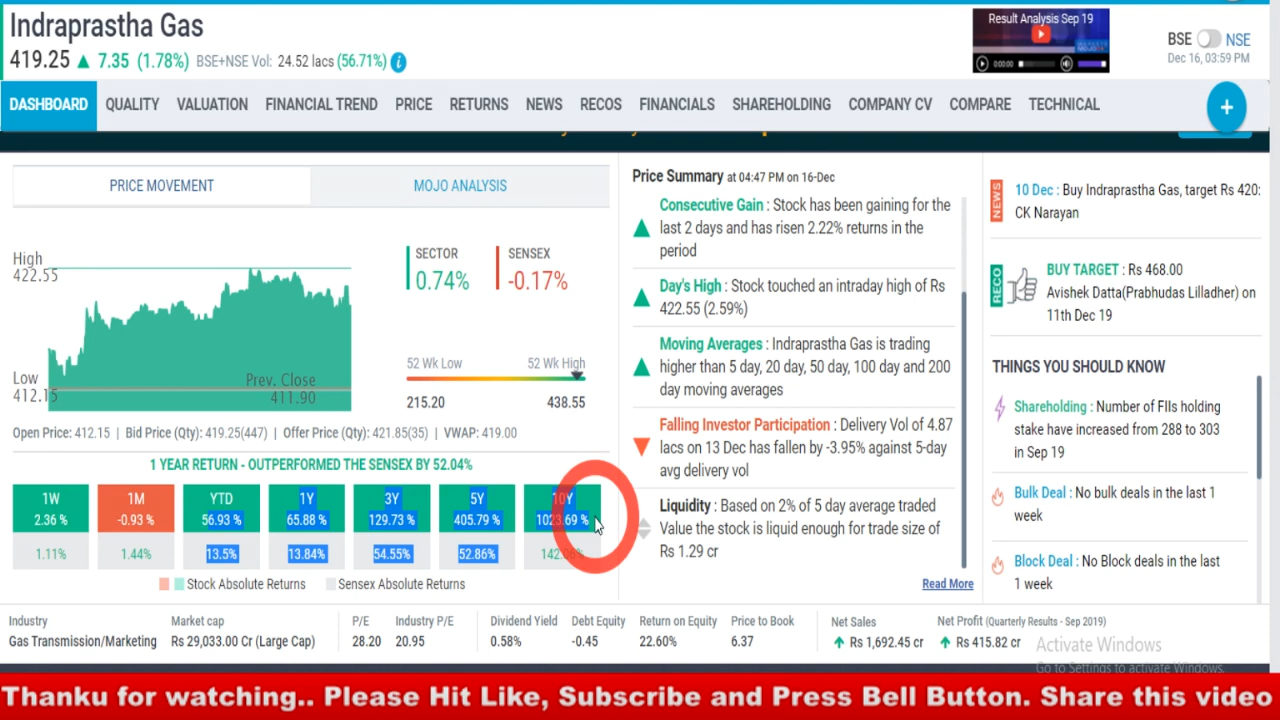 Indraprastha Gas
419.25 ▲ 7.35 (1.78%) BSE+NSE Vol: 24.52 lacs (56.71%) i
Result Analysis Sep 19
0:00:00
BSE NSE
Dec 16, 03:59 PM
DASHBOARD QUALITY VALUATION FINANCIAL TREND PRICE RETURNS NEWS RECOS FINANCIALS SHAREHOLDING COMPANY CV COMPARE TECHNICAL +
PRICE MOVEMENT MOJO ANALYSIS
High
422.55
Low
412.15
Prev. Close
411.90
SECTOR
0.74%
SENSEX
-0.17%
52 Wk Low 52 Wk High
215.20 438.55
Open Price: 412.15 | Bid Price (Qty): 419.25(447) | Offer Price (Qty): 421.85(35) | VWAP: 419.00
1 YEAR RETURN - OUTPERFORMED THE SENSEX BY 52.04%
1W 1M YTD 1Y 3Y 5Y 10Y
2.36 % -0.93 % 56.93 % 65.88 % 129.73 % 405.79 % 1023.69 %
1.11% 1.44% 13.5% 13.84% 54.55% 52.86%
Stock Absolute Returns Sensex Absolute Returns
Price Summary at 04:47 PM on 16-Dec
Consecutive Gain : Stock has been gaining for the
last 2 days and has risen 2.22% returns in the
period
Day's High : Stock touched an intraday high of Rs
422.55 (2.59%)
Moving Averages : Indraprastha Gas is trading
higher than 5 day, 20 day, 50 day, 100 day and 200
day moving averages
Falling Investor Participation : Delivery Vol of 4.87
lacs on 13 Dec has fallen by -3.95% against 5-day
avg delivery vol
Liquidity : Based on 2% of 5 day average traded
Value the stock is liquid enough for trade size of
Rs 1.29 cr
Read More
NEWS
10 Dec : Buy Indraprastha Gas, target Rs 420:
CK Narayan
RECO
BUY TARGET : Rs 468.00
Avishek Datta(Prabhudas Lilladher) on
11th Dec 19
THINGS YOU SHOULD KNOW
Shareholding : Number of FIIs holding
stake have increased from 288 to 303
in Sep 19
Bulk Deal : No bulk deals in the last 1
week
Block Deal : No Block deals in the last
1 week
Industry Market cap P/E Industry P/E Dividend Yield Debt Equity Return on Equity Price to Book Net Sales Net Profit (Quarterly Results - Sep 2019)
Gas Transmission/Marketing Rs 29,033.00 Cr (Large Cap) 28.20 20.95 0.58% -0.45 22.60% 6.37 Rs 1,692.45 cr Rs 415.82 cr
Activate Windows
Go to Settings to activate Windows.
Thanku for watching.. Please Hit Like, Subscribe and Press Bell Button. Share this video